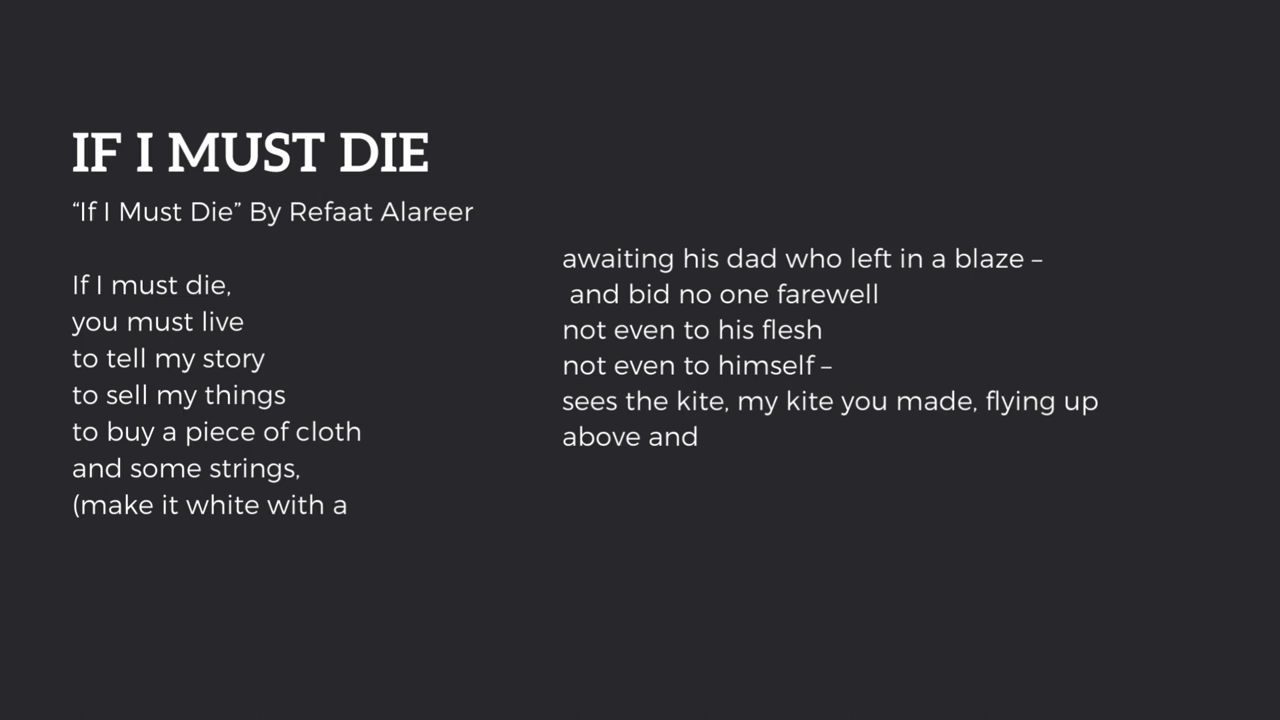 IF I MUST DIE
“If I Must Die” By Refaat Alareer
If I must die,
you must live
to tell my story
to sell my things
to buy a piece of cloth
and some strings,
(make it white with a
awaiting his dad who left in a blaze –
and bid no one farewell
not even to his flesh
not even to himself –
sees the kite, my kite you made, flying up
above and